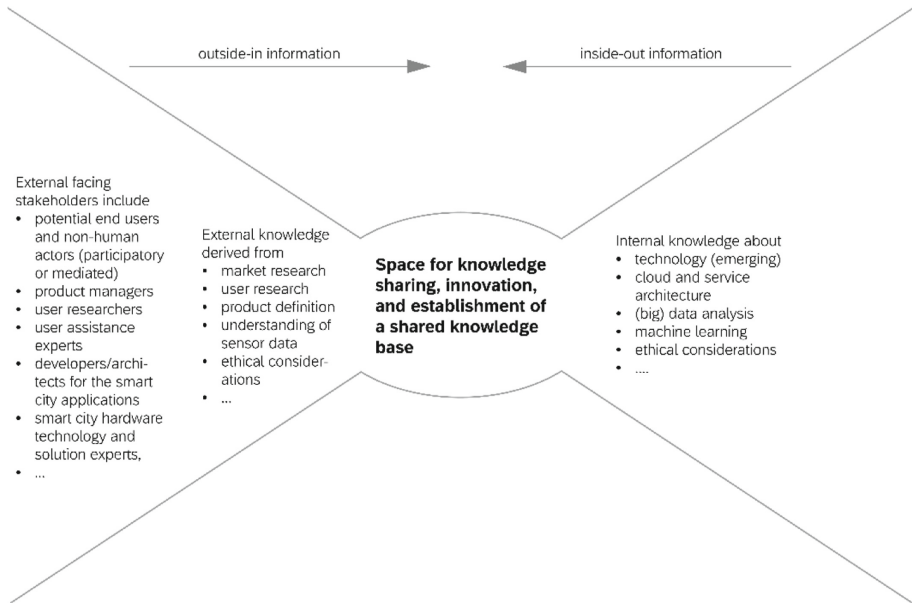 outside-in information
inside-out information
External facing
stakeholders include
• potential end users
and non-human
actors (participatory
or mediated)
• product managers
• user researchers
• user assistance
experts
• developers/archi-
tects for the smart
city applications
• smart city hardware
technology and
solution experts,
• ...
External knowledge
derived from
• market research
• user research
• product definition
• understanding of
sensor data
• ethical consider-
ations
• ...
Space for knowledge
sharing, innovation,
and establishment of
a shared knowledge
base
Internal knowledge about
• technology (emerging)
• cloud and service
architecture
• (big) data analysis
• machine learning
• ethical considerations
• ....